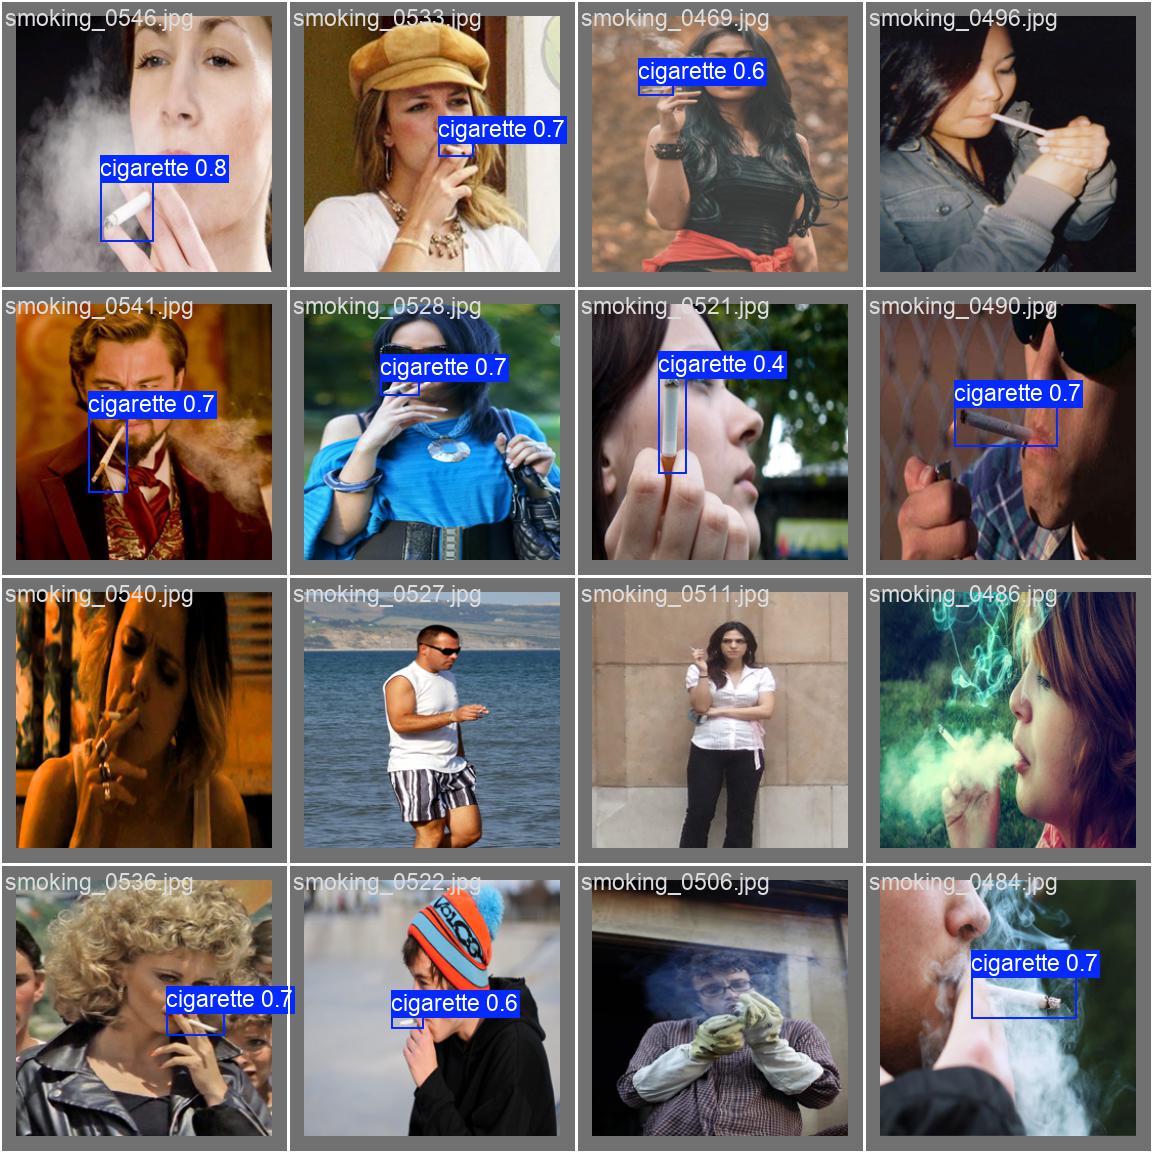 smoking_0546.jpg
cigarette 0.8
smoking_0533.jpg
cigarette 0.7
smoking_0469.jpg
cigarette 0.6
smoking_0496.jpg
smoking_0541.jpg
cigarette 0.7
smoking_0528.jpg
cigarette 0.7
smoking_0521.jpg
cigarette 0.4
smoking_0490.jpg
cigarette 0.7
smoking_0540.jpg
smoking_0527.jpg
smoking_0511.jpg
smoking_0486.jpg
smoking_0536.jpg
cigarette 0.7
smoking_0522.jpg
VOLCO
cigarette 0.6
smoking_0506.jpg
smoking_0484.jpg
cigarette 0.7